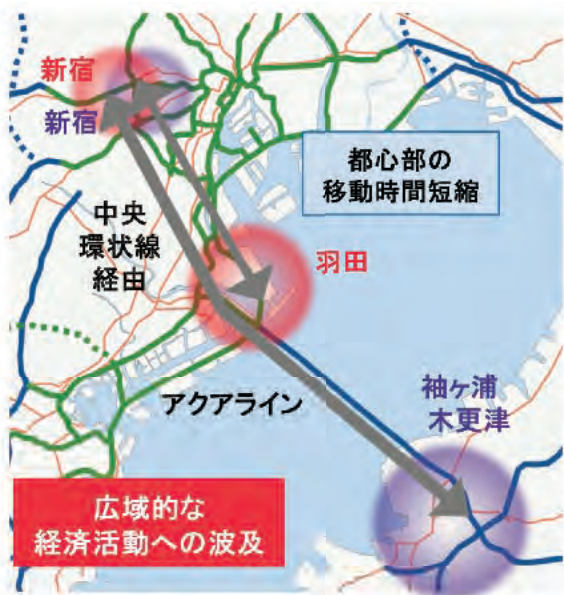 新宿
新宿
都心部の
移動時間短縮
中央
環状線
経由
羽田
アクアライン
袖ヶ浦
木更津
広域的な
経済活動への波及